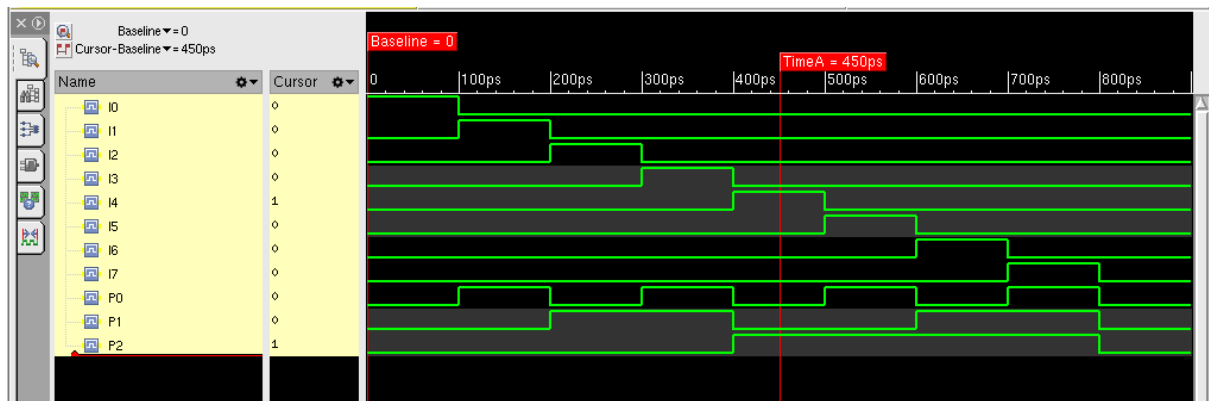 Baseline▼= 0
Cursor-Baseline▼= 450ps
Baseline = 0
TimeA = 450ps
Name Cursor
0 100ps 200ps 300ps 400ps 500ps 600ps 700ps 800ps
I0 0
I1 0
I2 0
I3 0
I4 1
I5 0
I6 0
I7 0
P0 0
P1 0
P2 1